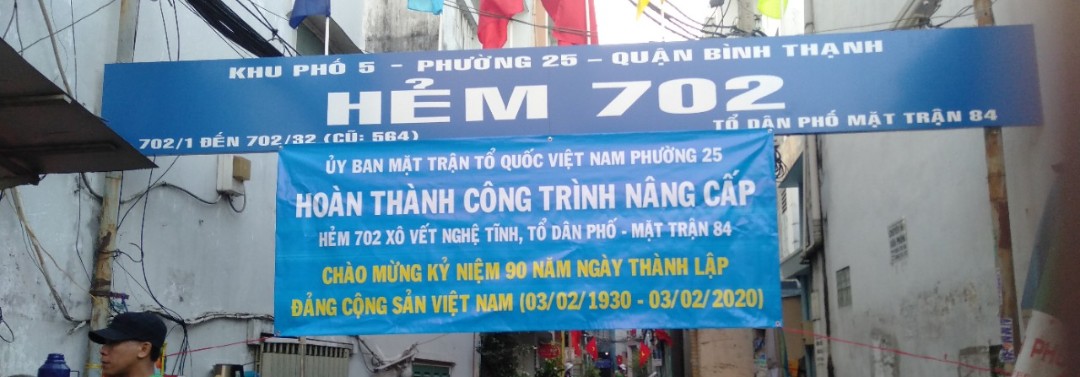 KHU PHỐ 5 - PHƯỜNG 25 - QUẬN BÌNH THẠNH
HẺM 702
702/1 ĐẾN 702/32 (CŨ: 564)
TỔ DÂN PHỐ MẶT TRẬN 84
ỦY BAN MẶT TRẬN TỔ QUỐC VIỆT NAM PHƯỜNG 25
HOÀN THÀNH CÔNG TRÌNH NÂNG CẤP
HẺM 702 XÔ VẾT NGHỆ TĨNH, TỔ DÂN PHỐ - MẶT TRẬN 84
CHÀO MỪNG KỶ NIỆM 90 NĂM NGÀY THÀNH LẬP
ĐẢNG CỘNG SẢN VIỆT NAM (03/02/1930 - 03/02/2020)